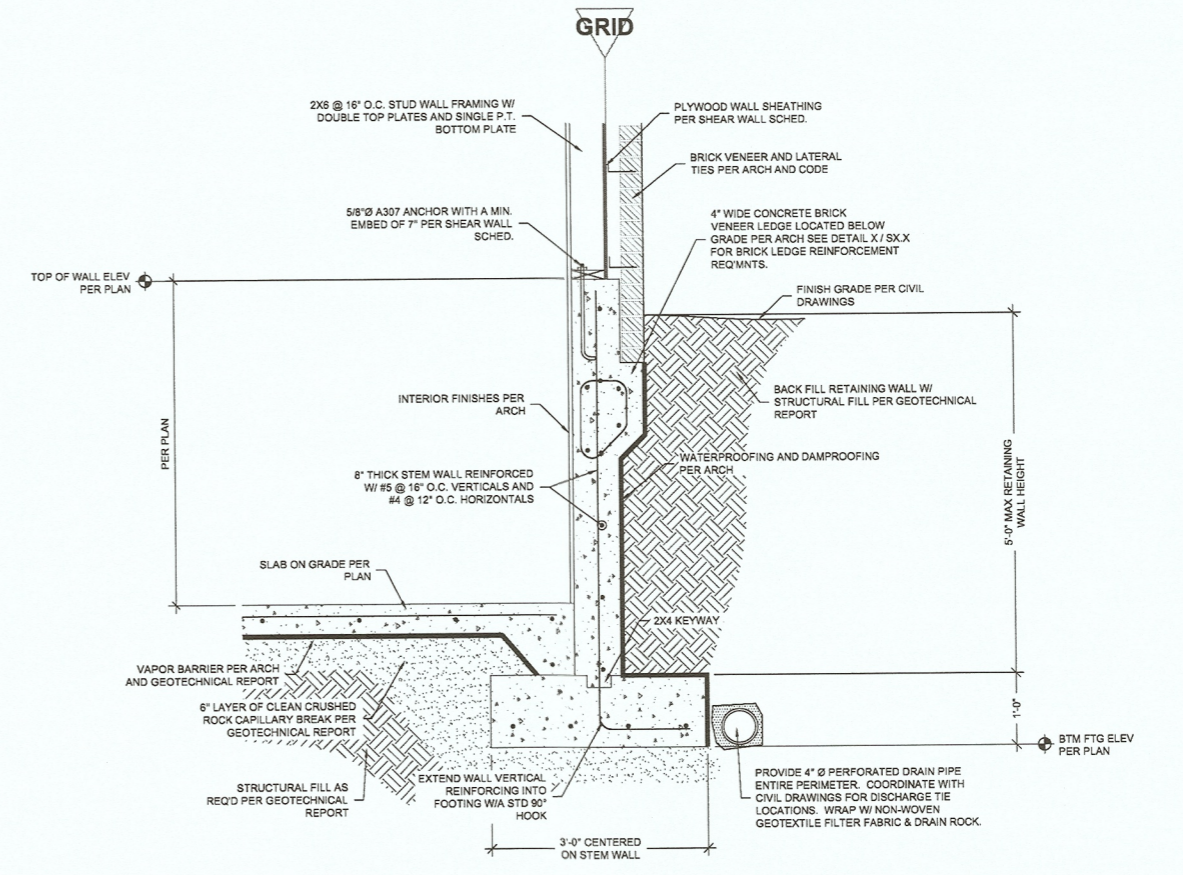 GRID
2X6 @ 16" O.C. STUD WALL FRAMING W/
DOUBLE TOP PLATES AND SINGLE P.T.
BOTTOM PLATE
PLYWOOD WALL SHEATHING
PER SHEAR WALL SCHED.
BRICK VENEER AND LATERAL
TIES PER ARCH AND CODE
5/8"Ø A307 ANCHOR WITH A MIN.
EMBED OF 7" PER SHEAR WALL
SCHED.
4" WIDE CONCRETE BRICK
VENEER LEDGE LOCATED BELOW
GRADE PER ARCH SEE DETAIL X / SX.X
FOR BRICK LEDGE REINFORCEMENT
REQ'MNTS.
TOP OF WALL ELEV
PER PLAN
FINISH GRADE PER CIVIL
DRAWINGS
BACK FILL RETAINING WALL W/
STRUCTURAL FILL PER GEOTECHNICAL
REPORT
INTERIOR FINISHES PER
ARCH
PER PLAN
WATERPROOFING AND DAMPROOFING
PER ARCH
8" THICK STEM WALL REINFORCED
W/ #5 @ 16" O.C. VERTICALS AND
#4 @ 12" O.C. HORIZONTALS
5'-0" MAX RETAINING
WALL HEIGHT
SLAB ON GRADE PER
PLAN
2X4 KEYWAY
VAPOR BARRIER PER ARCH
AND GEOTECHNICAL REPORT
6" LAYER OF CLEAN CRUSHED
ROCK CAPILLARY BREAK PER
GEOTECHNICAL REPORT
1'-0"
BTM FTG ELEV
PER PLAN
STRUCTURAL FILL AS
REQ'D PER GEOTECHNICAL
REPORT
EXTEND WALL VERTICAL
REINFORCING INTO
FOOTING W/A STD 90°
HOOK
PROVIDE 4" Ø PERFORATED DRAIN PIPE
ENTIRE PERIMETER. COORDINATE WITH
CIVIL DRAWINGS FOR DISCHARGE TIE
LOCATIONS. WRAP W/ NON-WOVEN
GEOTEXTILE FILTER FABRIC & DRAIN ROCK.
3'-0" CENTERED
ON STEM WALL